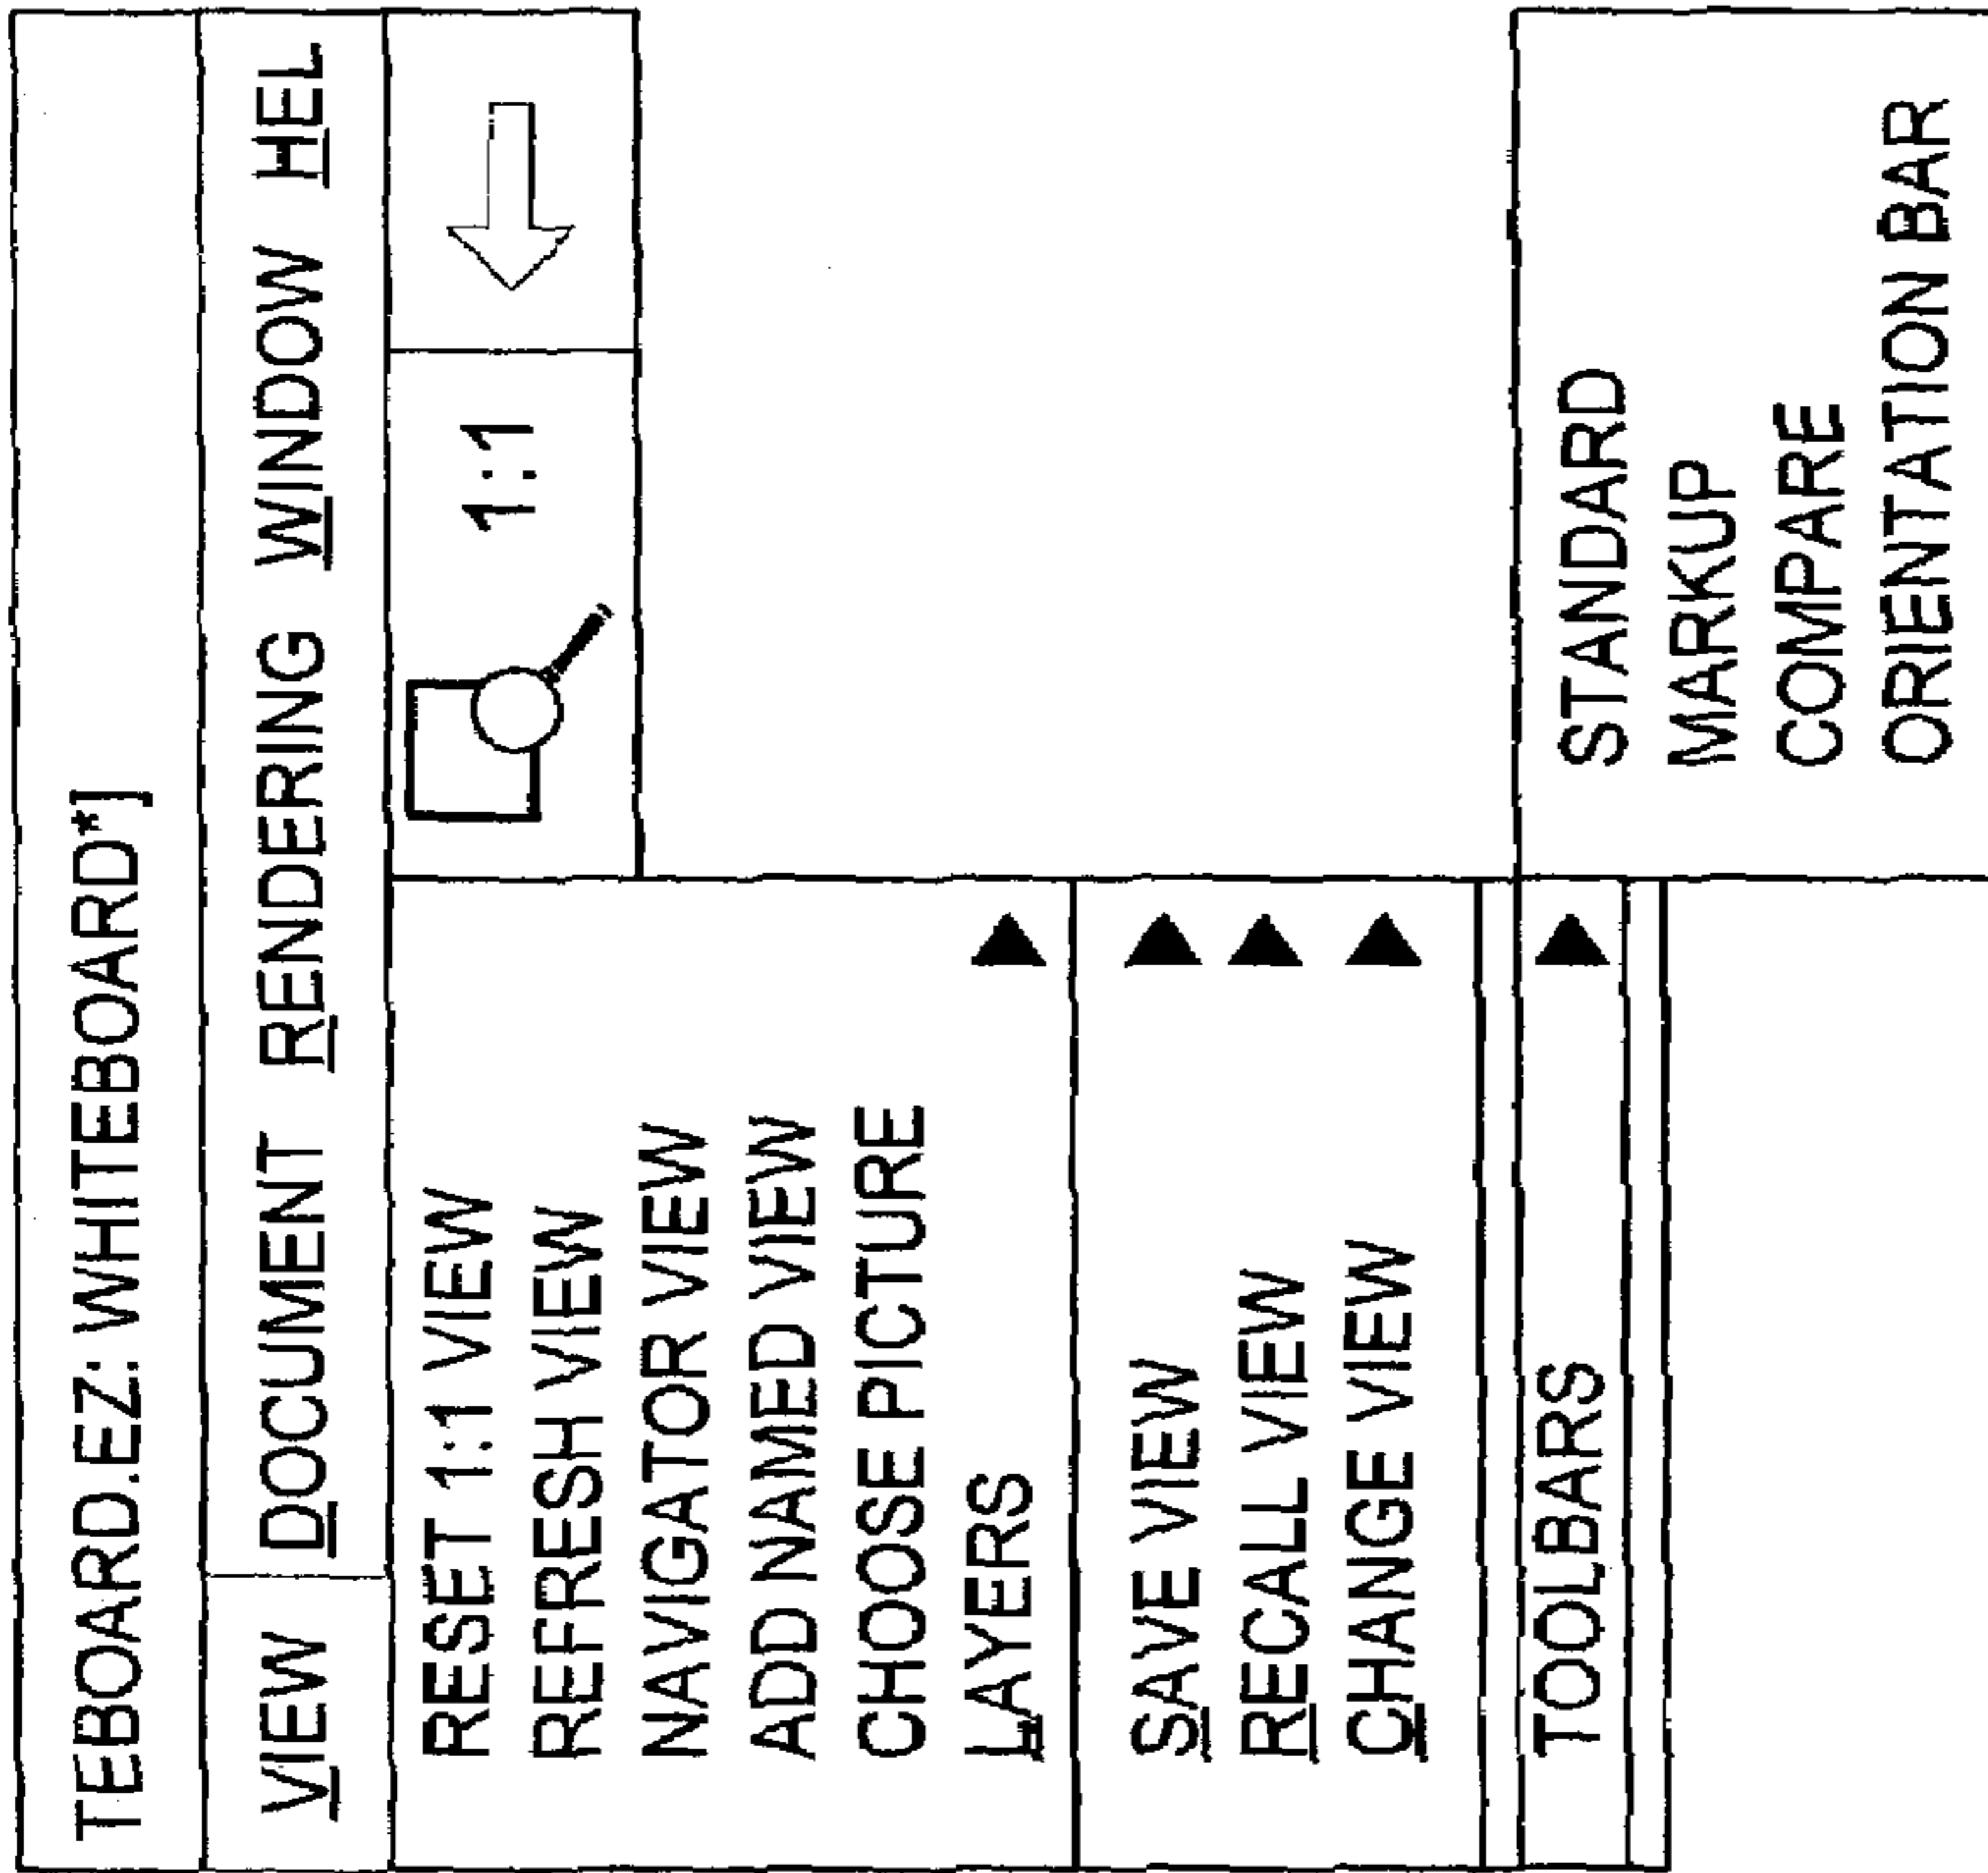 TEBOARD.EZ: WHITEBOARD*]
VIEW DOCUMENT RENDERING WINDOW HEL
1:1
RESET 1:1 VIEW
REFRESH VIEW
NAVIGATOR VIEW
ADD NAMED VIEW
CHOOSE PICTURE
LAYERS
SAVE VIEW
RECALL VIEW
CHANGE VIEW
TOOLBARS
STANDARD
MARKUP
COMPARE
ORIENTATION BAR